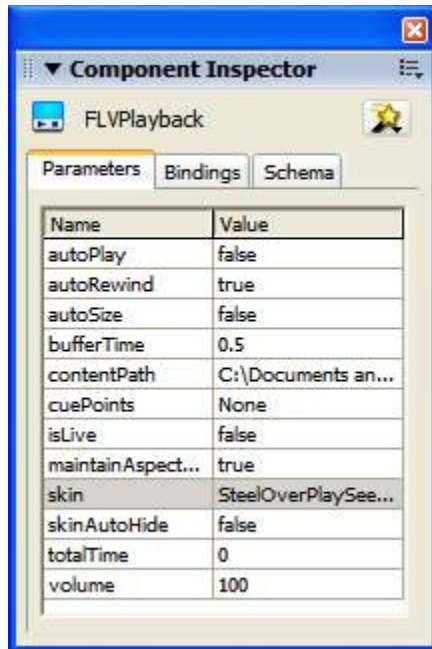 Component Inspector
FLVPlayback
Parameters Bindings Schema
Name Value
autoPlay false
autoRewind true
autoSize false
bufferTime 0.5
contentPath C:\Documents an...
cuePoints None
isLive false
maintainAspect... true
skin SteelOverPlaySee...
skinAutoHide false
totalTime 0
volume 100